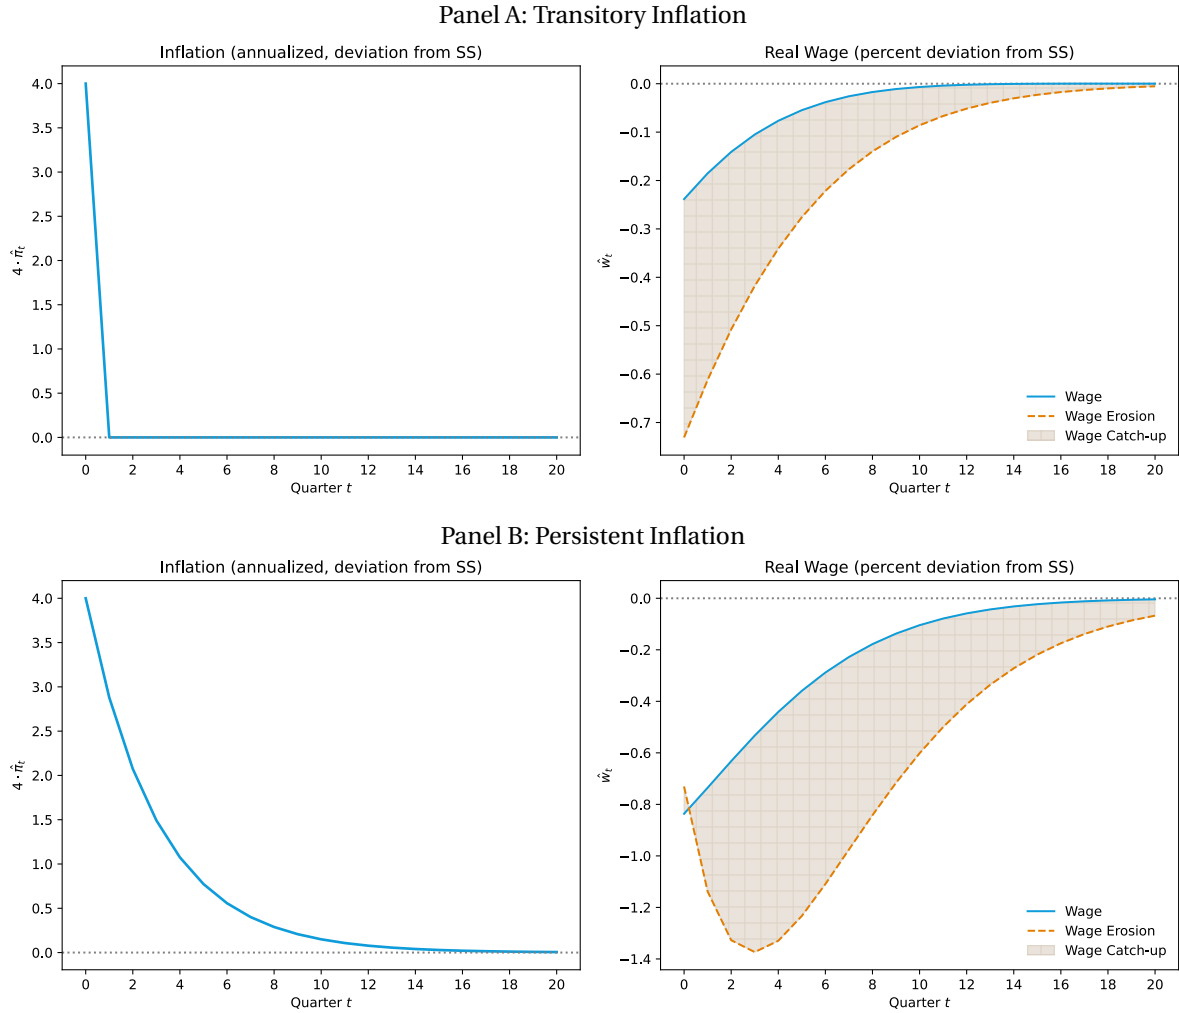 Panel A: Transitory Inflation
Inflation (annualized, deviation from SS)
4.0
3.5
3.0
2.5
2.0
1.5
1.0
0.5
0.0
4 · π̂ₜ
0 2 4 6 8 10 12 14 16 18 20
Quarter t
Real Wage (percent deviation from SS)
0.0
−0.1
−0.2
−0.3
−0.4
−0.5
−0.6
−0.7
ŵₜ
Wage
Wage Erosion
Wage Catch-up
0 2 4 6 8 10 12 14 16 18 20
Quarter t
Panel B: Persistent Inflation
Inflation (annualized, deviation from SS)
4.0
3.5
3.0
2.5
2.0
1.5
1.0
0.5
0.0
4 · π̂ₜ
0 2 4 6 8 10 12 14 16 18 20
Quarter t
Real Wage (percent deviation from SS)
0.0
−0.2
−0.4
−0.6
−0.8
−1.0
−1.2
−1.4
ŵₜ
Wage
Wage Erosion
Wage Catch-up
0 2 4 6 8 10 12 14 16 18 20
Quarter t